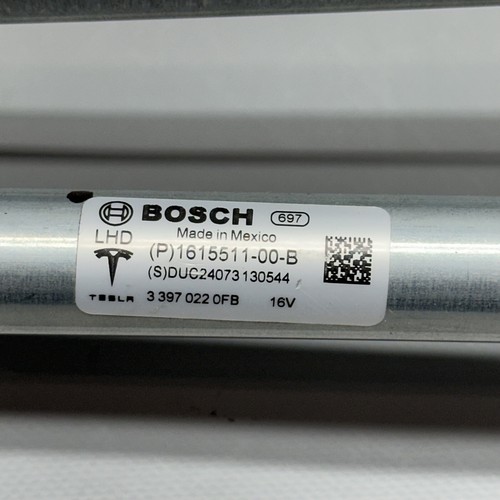 BOSCH 697
Made in Mexico
LHD (P)1615511-00-B
(S)DUC24073130544
TESLA 3 397 022 0FB 16V